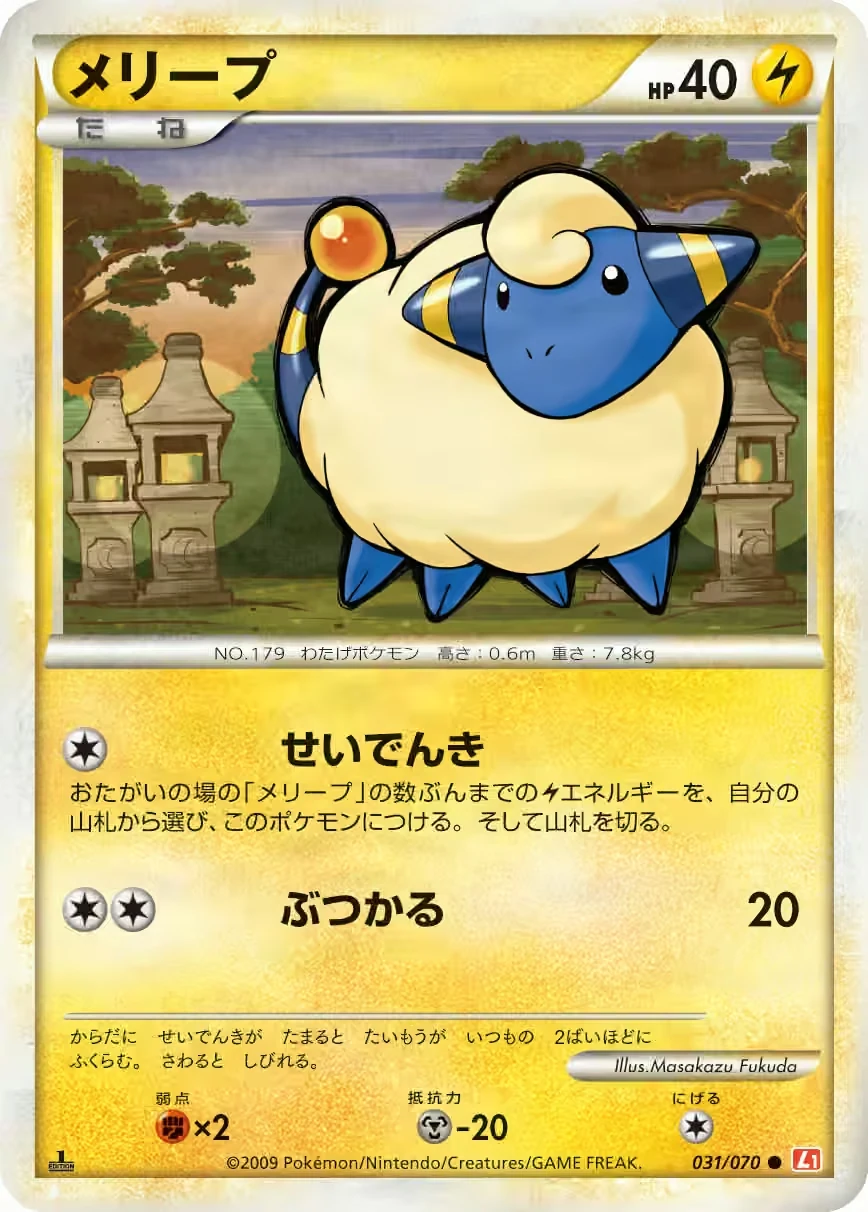 メリープ
HP40
たね
NO.179 わたげポケモン 高さ:0.6m 重さ:7.8kg
せいでんき
おたがいの場の「メリープ」の数ぶんまでのエネルギーを、自分の
山札から選び、このポケモンにつける。そして山札を切る。
ぶつかる 20
からだに せいでんきが たまると たいもうが いつもの 2ばいほどに
ふくらむ。さわると しびれる。
Illus.Masakazu Fukuda
弱点 抵抗力 にげる
×2 -20
1 EDITION
©2009 Pokémon/Nintendo/Creatures/GAME FREAK. 031/070 ● L1